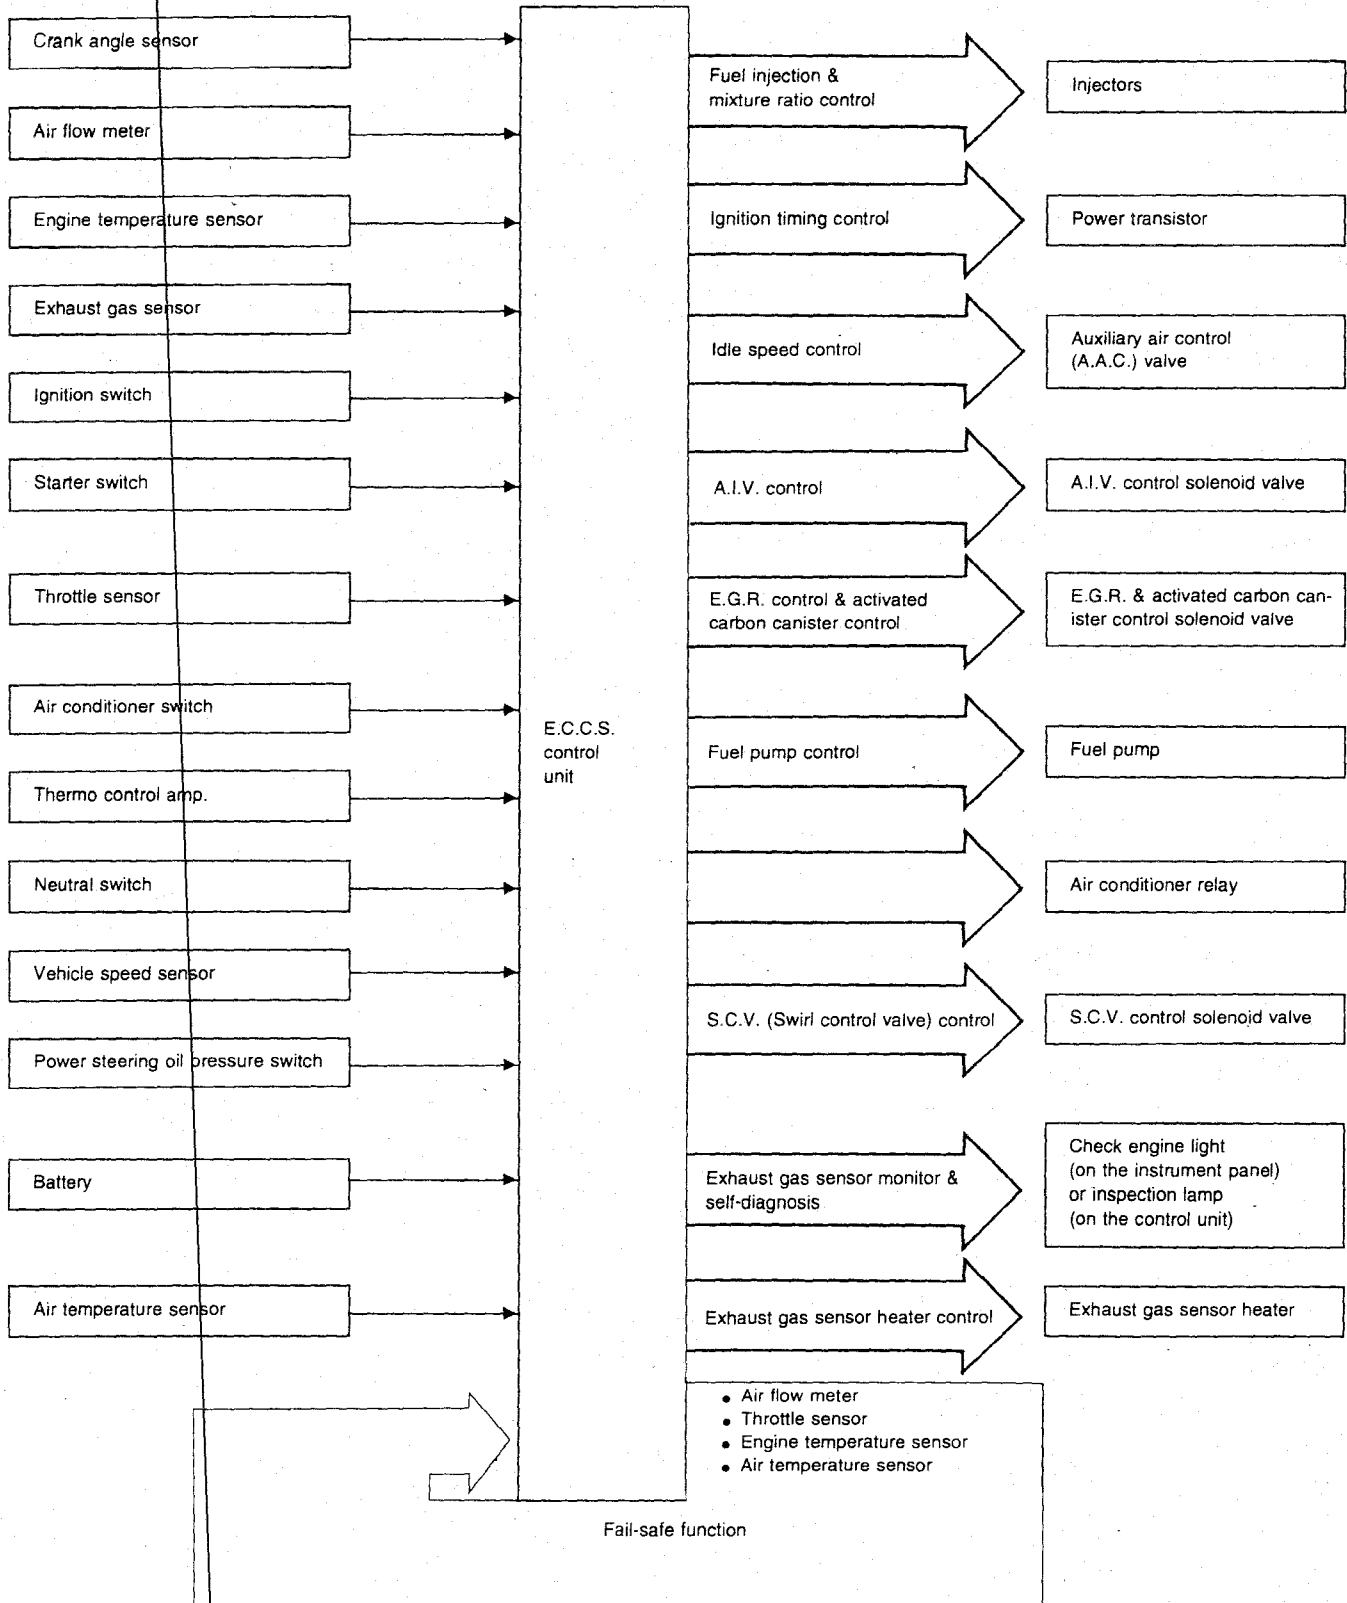 Crank angle sensor
Air flow meter
Engine temperature sensor
Exhaust gas sensor
Ignition switch
Starter switch
Throttle sensor
Air conditioner switch
Thermo control amp.
Neutral switch
Vehicle speed sensor
Power steering oil pressure switch
Battery
Air temperature sensor
E.C.C.S.
control
unit
Fuel injection &
mixture ratio control
Injectors
Ignition timing control
Power transistor
Idle speed control
Auxiliary air control
(A.A.C.) valve
A.I.V. control
A.I.V. control solenoid valve
E.G.R. control & activated
carbon canister control
E.G.R. & activated carbon can-
ister control solenoid valve
Fuel pump control
Fuel pump
Air conditioner relay
S.C.V. (Swirl control valve) control
S.C.V. control solenoid valve
Exhaust gas sensor monitor &
self-diagnosis
Check engine light
(on the instrument panel)
or inspection lamp
(on the control unit)
Exhaust gas sensor heater control
Exhaust gas sensor heater
• Air flow meter
• Throttle sensor
• Engine temperature sensor
• Air temperature sensor
Fail-safe function